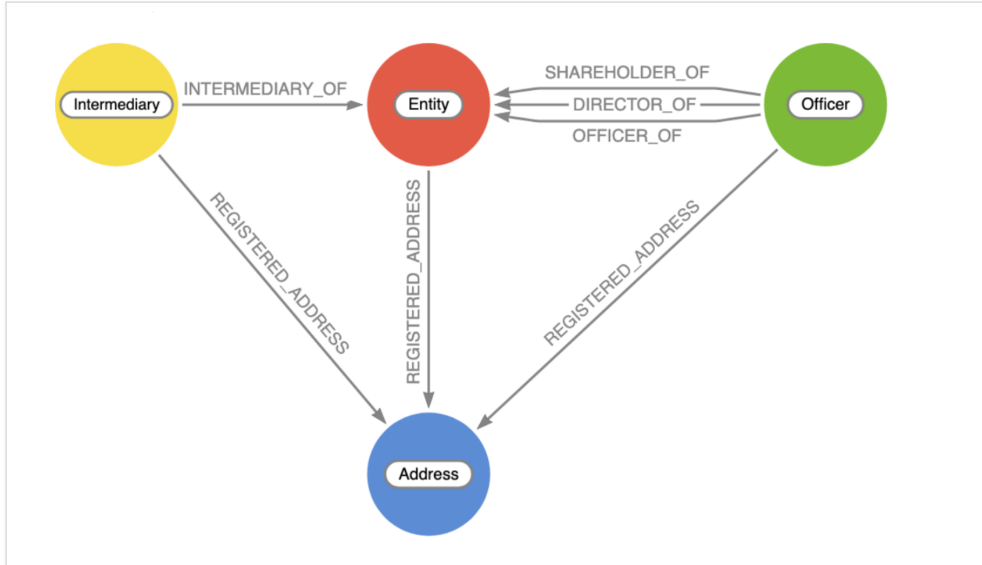 SHAREHOLDER_OF
INTERMEDIARY_OF
Intermediary
Entity
DIRECTOR_OF
Officer
OFFICER_OF
REGISTERED_ADDRESS
REGISTERED_ADDRESS
REGISTERED_ADDRESS
Address